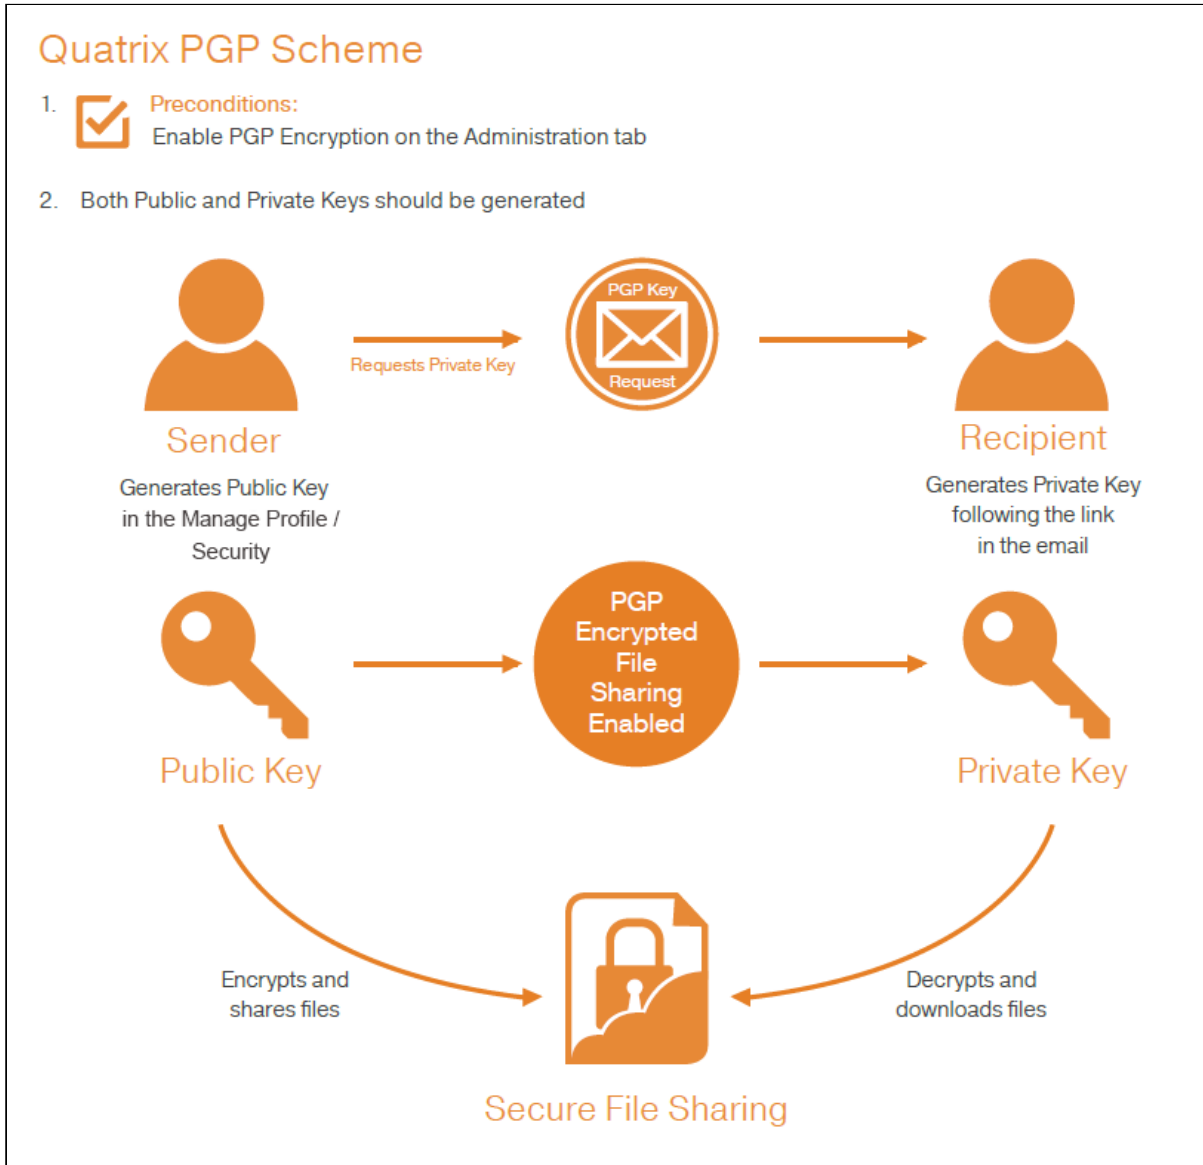 Quatrix PGP Scheme
1. Preconditions:
Enable PGP Encryption on the Administration tab
2. Both Public and Private Keys should be generated
PGP Key
Request
Requests Private Key
Sender
Recipient
Generates Public Key
in the Manage Profile /
Security
Generates Private Key
following the link
in the email
PGP
Encrypted
File
Sharing
Enabled
Public Key
Private Key
Encrypts and
shares files
Decrypts and
downloads files
Secure File Sharing